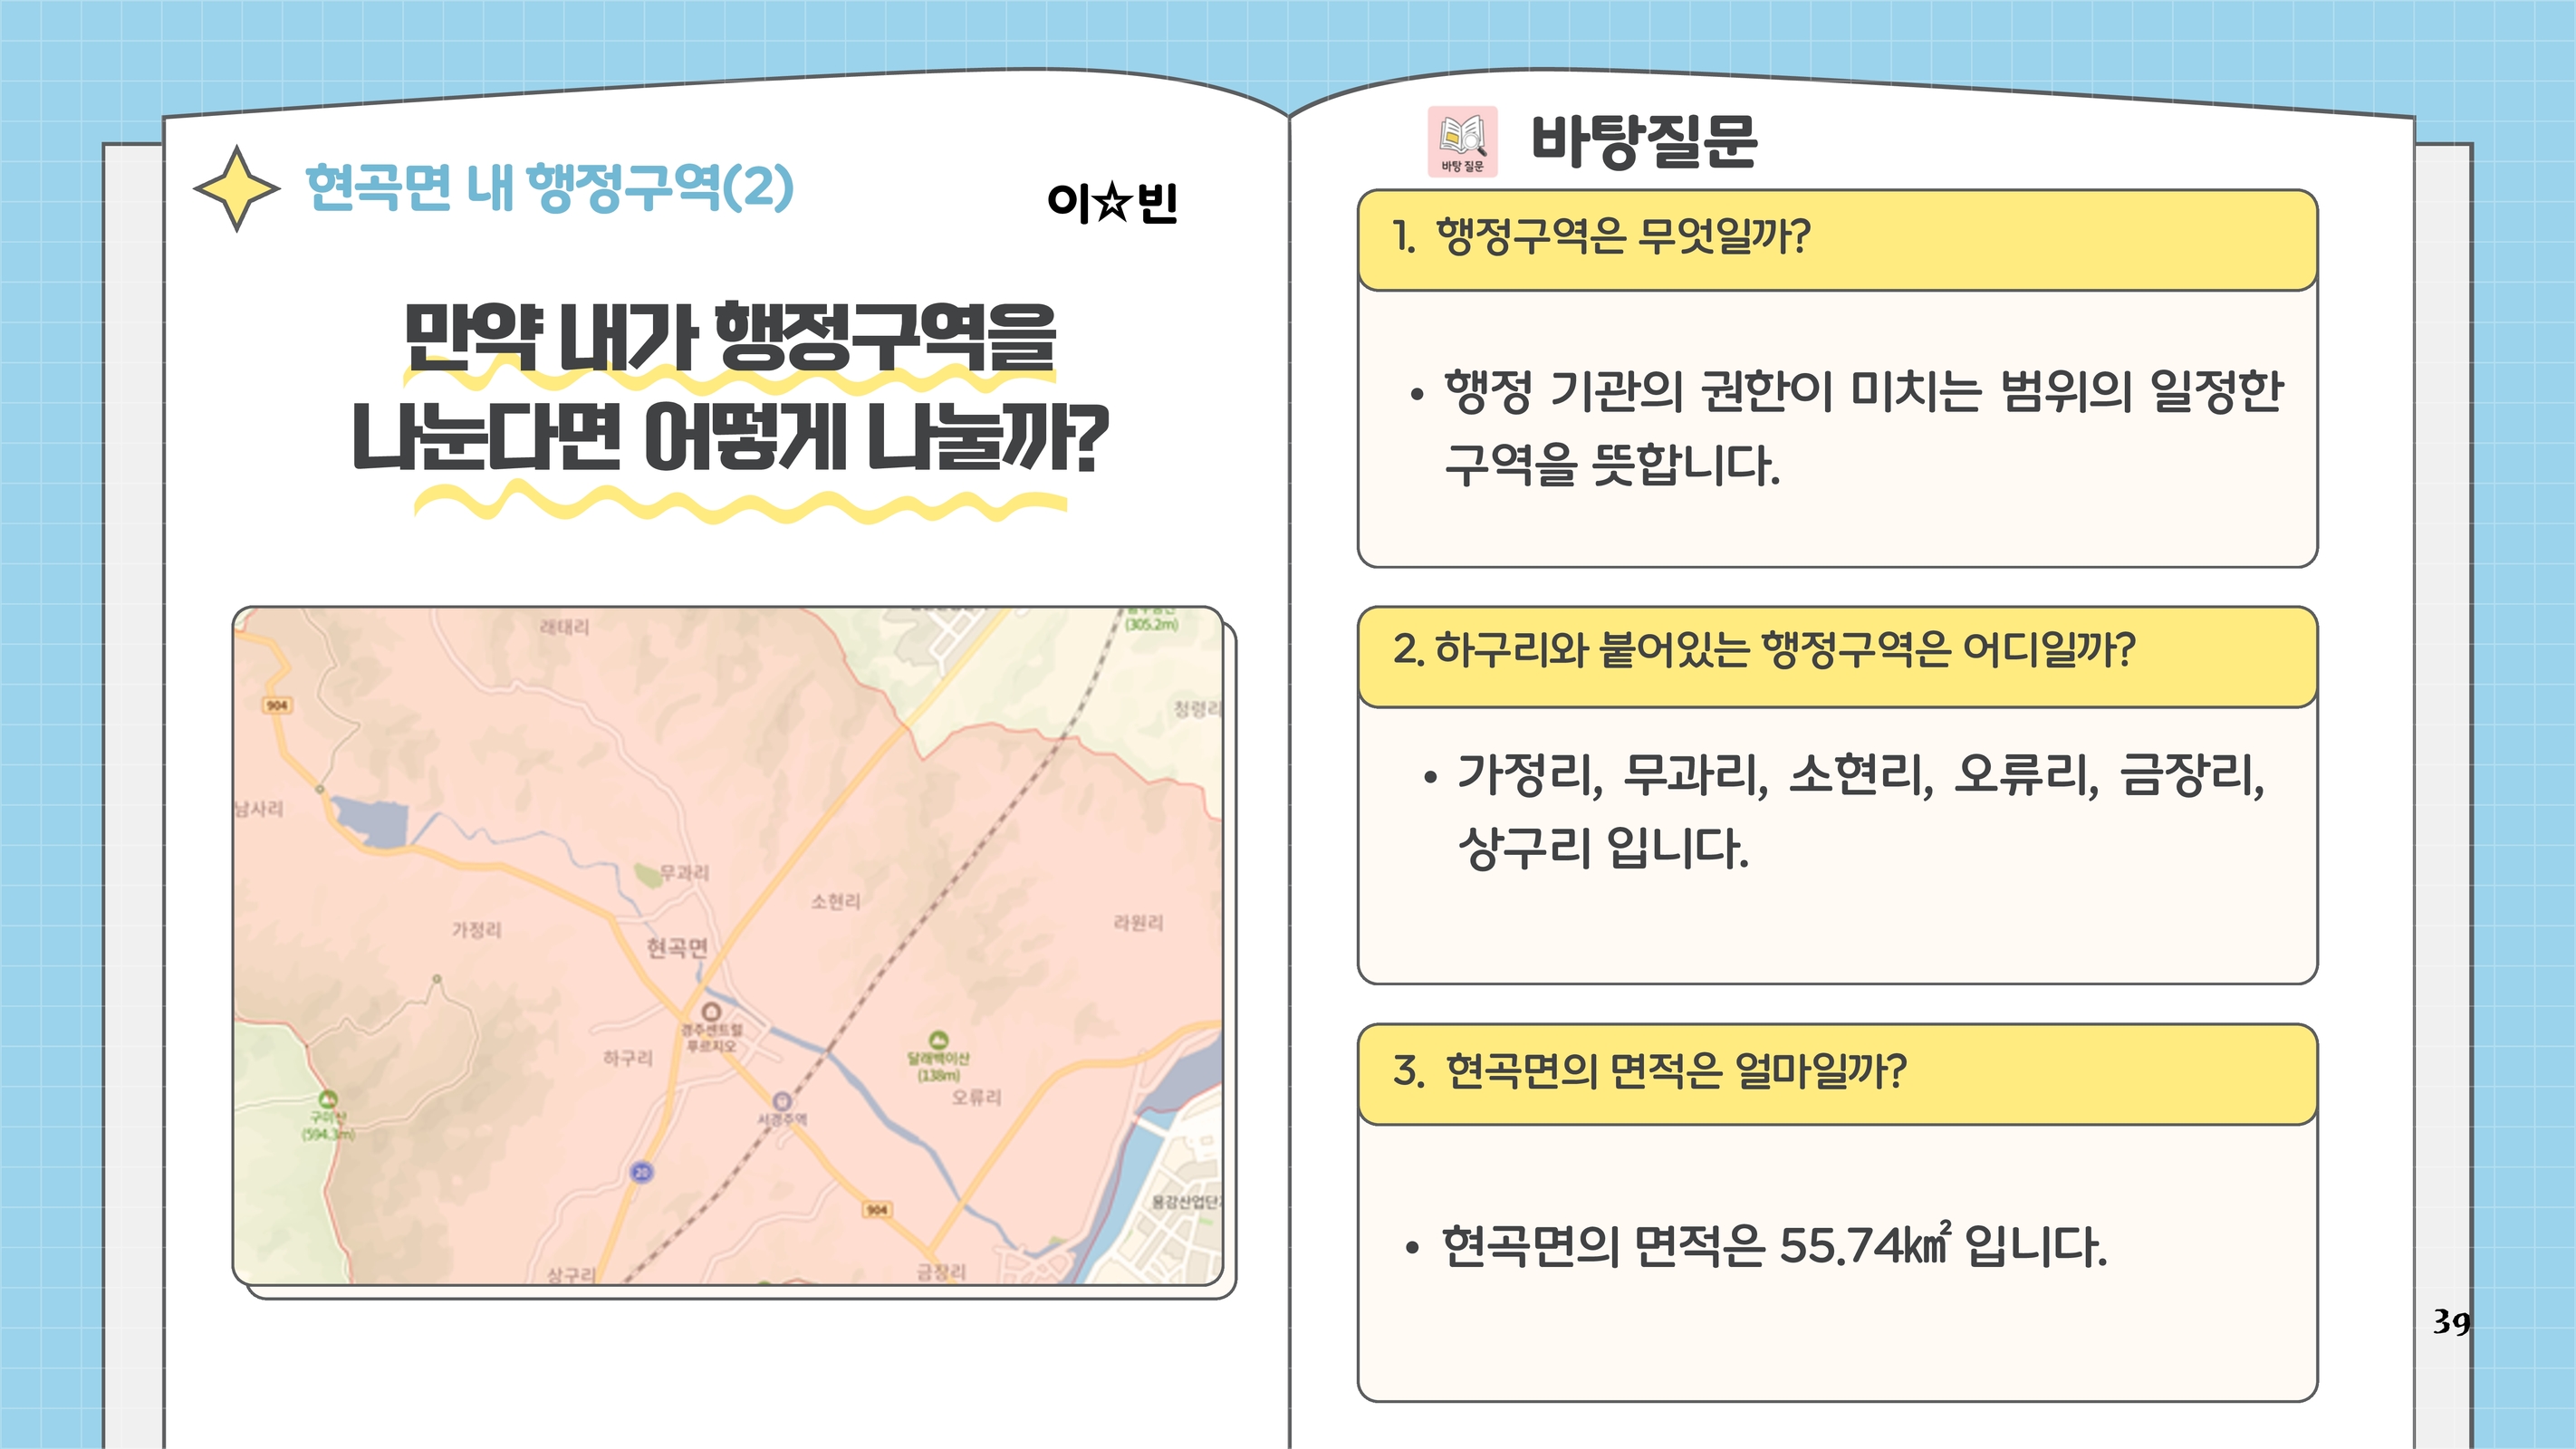 현곡면 내 행정구역(2)
이☆빈
만약 내가 행정구역을
나눈다면 어떻게 나눌까?
래태리
(305.2m)
904
청령리
남사리
무과리
소현리
가정리
라원리
현곡면
경주센트럴
푸르지오
하구리
달래백이산
(138m)
오류리
구미산
(594.3m)
서경주역
20
용강산업단
904
상구리
금장리
바탕 질문
바탕질문
1. 행정구역은 무엇일까?
• 행정 기관의 권한이 미치는 범위의 일정한
구역을 뜻합니다.
2. 하구리와 붙어있는 행정구역은 어디일까?
• 가정리, 무과리, 소현리, 오류리, 금장리,
상구리 입니다.
3. 현곡면의 면적은 얼마일까?
• 현곡면의 면적은 55.74㎢ 입니다.
39